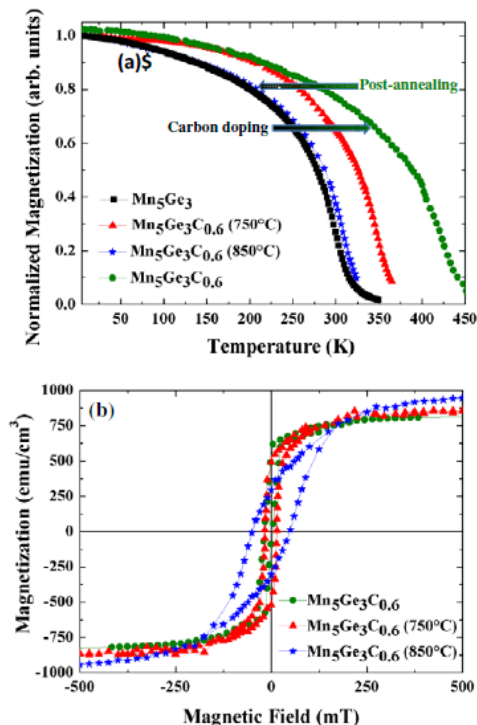 Normalized Magnetization (arb. units)
1.0
0.8
0.6
0.4
0.2
0.0
(a)$
Post-annealing
Carbon doping
Mn5Ge3
Mn5Ge3C0.6 (750°C)
Mn5Ge3C0.6 (850°C)
Mn5Ge3C0.6
50 100 150 200 250 300 350 400 450
Temperature (K)
Magnetization (emu/cm3)
1000
750
500
250
0
-250
-500
-750
-1000
(b)
Mn5Ge3C0.6
Mn5Ge3C0.6 (750°C)
Mn5Ge3C0.6 (850°C)
-500 -250 0 250 500
Magnetic Field (mT)